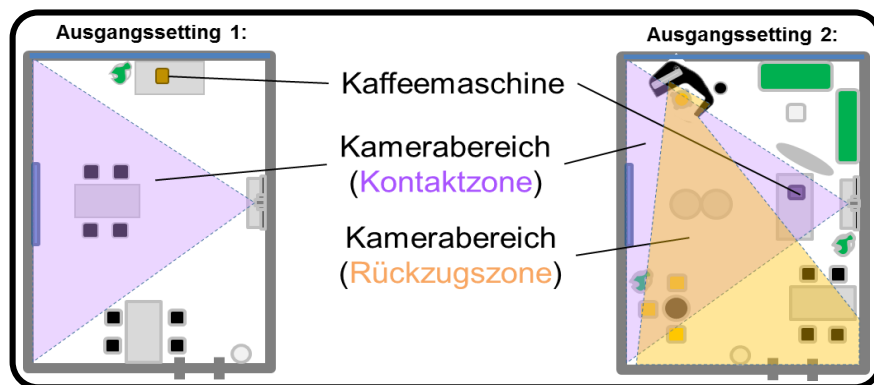 Ausgangssetting 1:
Ausgangssetting 2:
Kaffeemaschine
Kamerabereich
(Kontaktzone)
Kamerabereich
(Rückzugszone)